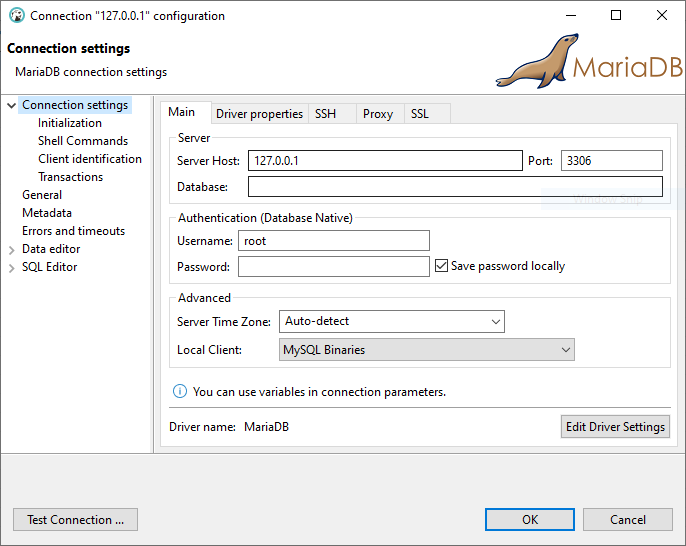 Connection "127.0.0.1" configuration
Connection settings
MariaDB connection settings
MariaDB
Connection settings
Initialization
Shell Commands
Client identification
Transactions
General
Metadata
Errors and timeouts
Data editor
SQL Editor
Main Driver properties SSH Proxy SSL
Server
Server Host: 127.0.0.1 Port: 3306
Database:
Window Snip
Authentication (Database Native)
Username: root
Password: Save password locally
Advanced
Server Time Zone: Auto-detect
Local Client: MySQL Binaries
You can use variables in connection parameters.
Driver name: MariaDB Edit Driver Settings
Test Connection ... OK Cancel